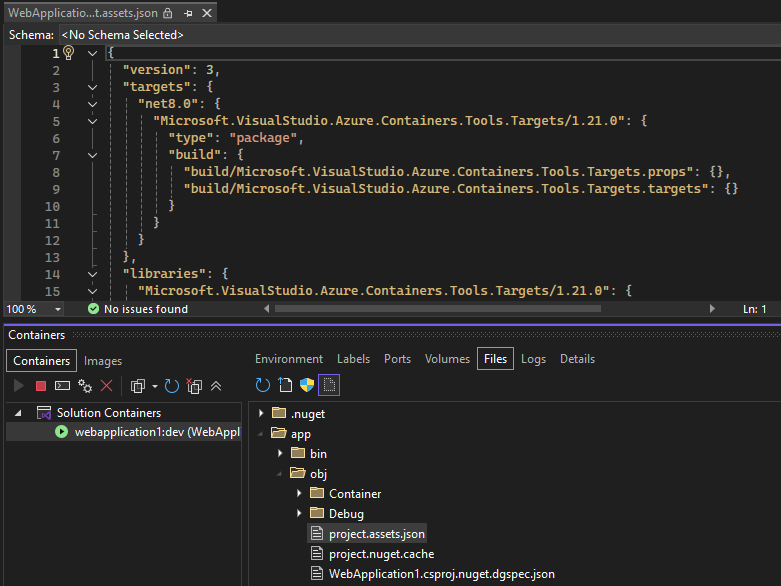 WebApplicatio...t.assets.json
Schema: <No Schema Selected>
1 {
2 "version": 3,
3 "targets": {
4 "net8.0": {
5 "Microsoft.VisualStudio.Azure.Containers.Tools.Targets/1.21.0": {
6 "type": "package",
7 "build": {
8 "build/Microsoft.VisualStudio.Azure.Containers.Tools.Targets.props": {},
9 "build/Microsoft.VisualStudio.Azure.Containers.Tools.Targets.targets": {}
10 }
11 }
12 }
13 },
14 "libraries": {
15 "Microsoft.VisualStudio.Azure.Containers.Tools.Targets/1.21.0": {
100 % No issues found Ln: 1
Containers
Containers Images
Environment Labels Ports Volumes Files Logs Details
Solution Containers
webapplication1:dev (WebAppl
.nuget
app
bin
obj
Container
Debug
project.assets.json
project.nuget.cache
WebApplication1.csproj.nuget.dgspec.json